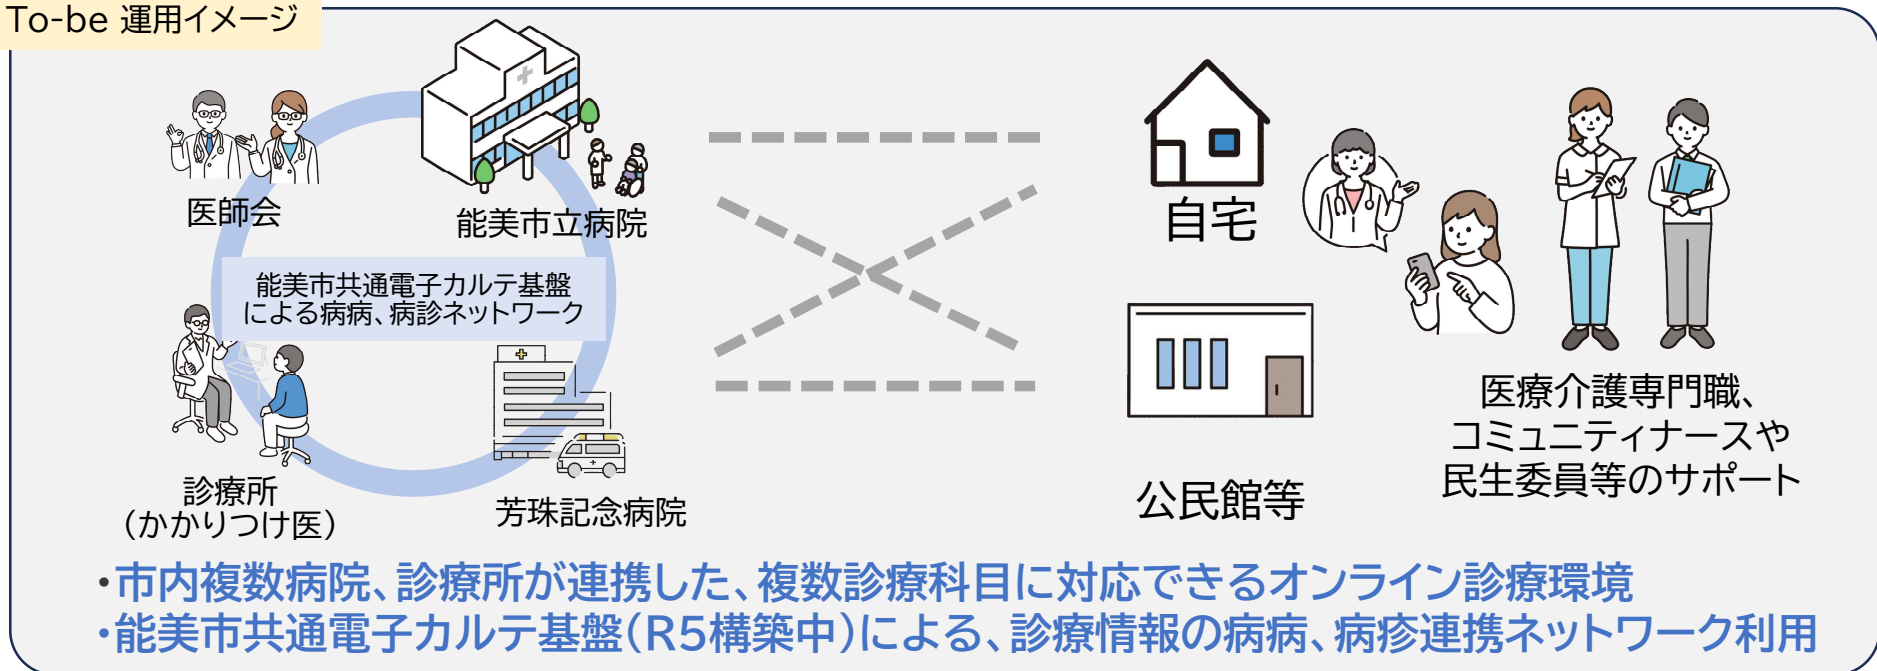 To-be 運用イメージ
医師会
能美市立病院
能美市共通電子カルテ基盤
による病病、病診ネットワーク
診療所
(かかりつけ医)
芳珠記念病院
自宅
公民館等
医療介護専門職、
コミュニティナースや
民生委員等のサポート
・市内複数病院、診療所が連携した、複数診療科目に対応できるオンライン診療環境
・能美市共通電子カルテ基盤(R5構築中)による、診療情報の病病、病疹連携ネットワーク利用